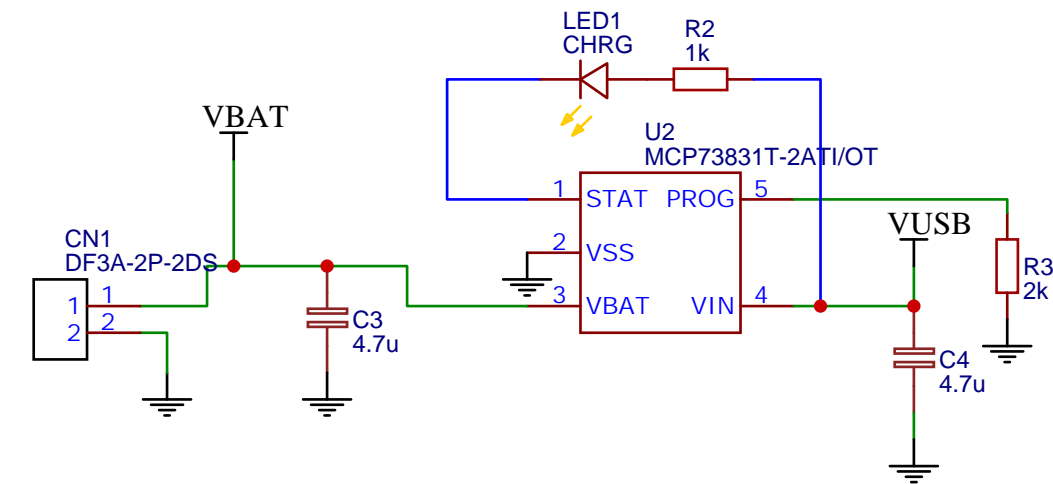 LED1
CHRG
R2
1k
VBAT
U2
MCP73831T-2ATI/OT
1
STAT
PROG
5
VUSB
CN1
DF3A-2P-2DS
2
VSS
R3
2k
1
1
2
2
C3
4.7u
3
VBAT
VIN
4
C4
4.7u